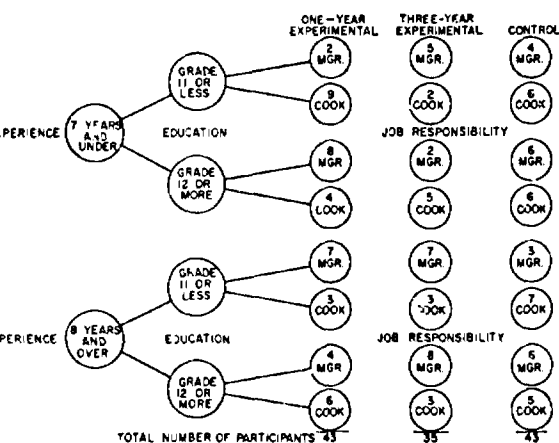 ONE-YEAR EXPERIMENTAL
THREE-YEAR EXPERIMENTAL
CONTROL
2 MGR.
5 MGR.
4 MGR.
GRADE 11 OR LESS
9 COOK
2 COOK
6 COOK
XPERIENCE
7 YEARS AND UNDER
EDUCATION
JOB RESPONSIBILITY
8 MGR
2 MGR.
6 MGR.
GRADE 12 OR MORE
4 COOK
5 COOK
6 COOK
7 MGR.
7 MGR.
3 MGR.
GRADE 11 OR LESS
3 COOK
3 COOK
7 COOK
PERIENCE
8 YEARS AND OVER
EDUCATION
JOB RESPONSIBILITY
4 MGR
8 MGR
6 MGR.
GRADE 12 OR MORE
6 COOK
3 COOK
5 COOK
TOTAL NUMBER OF PARTICIPANTS 43
35
43